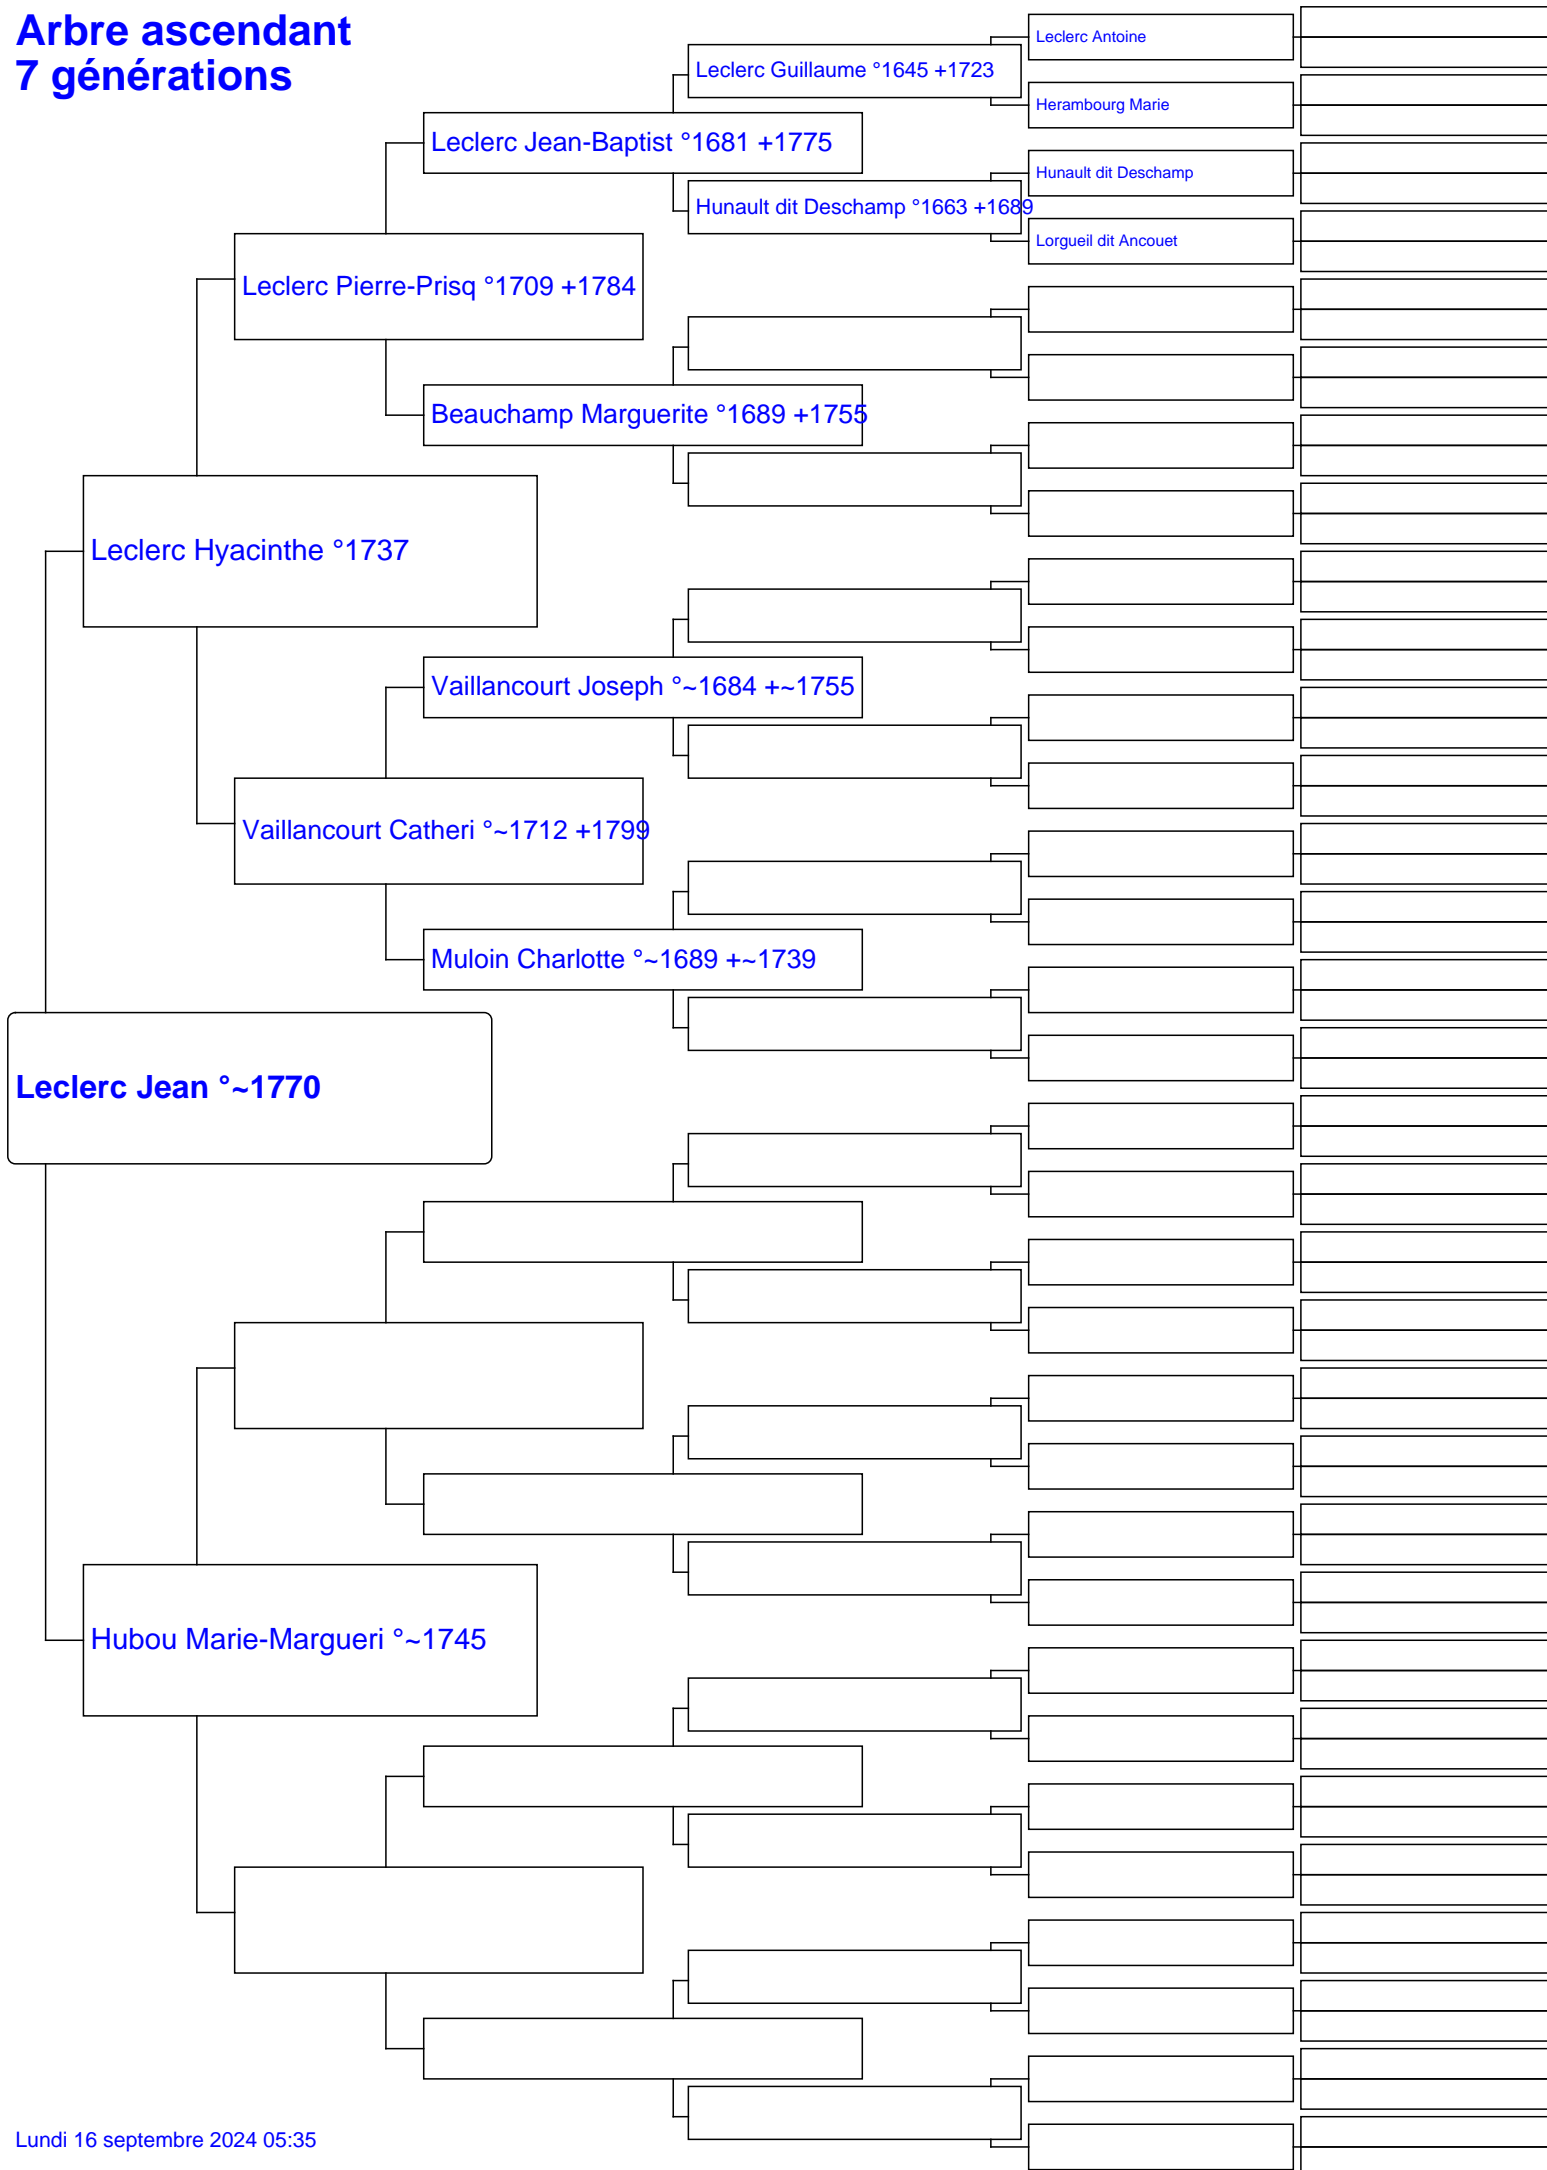 Arbre ascendant
7 générations
Leclerc Antoine
Leclerc Guillaume °1645 +1723
Herambourg Marie
Leclerc Jean-Baptist °1681 +1775
Hunault dit Deschamp
Hunault dit Deschamp °1663 +1689
Lorgueil dit Ancouet
Leclerc Pierre-Prisq °1709 +1784
Beauchamp Marguerite °1689 +1755
Leclerc Hyacinthe °1737
Vaillancourt Joseph °~1684 +~1755
Vaillancourt Catheri °~1712 +1799
Muloin Charlotte °~1689 +~1739
Leclerc Jean °~1770
Hubou Marie-Margueri °~1745
Lundi 16 septembre 2024 05:35